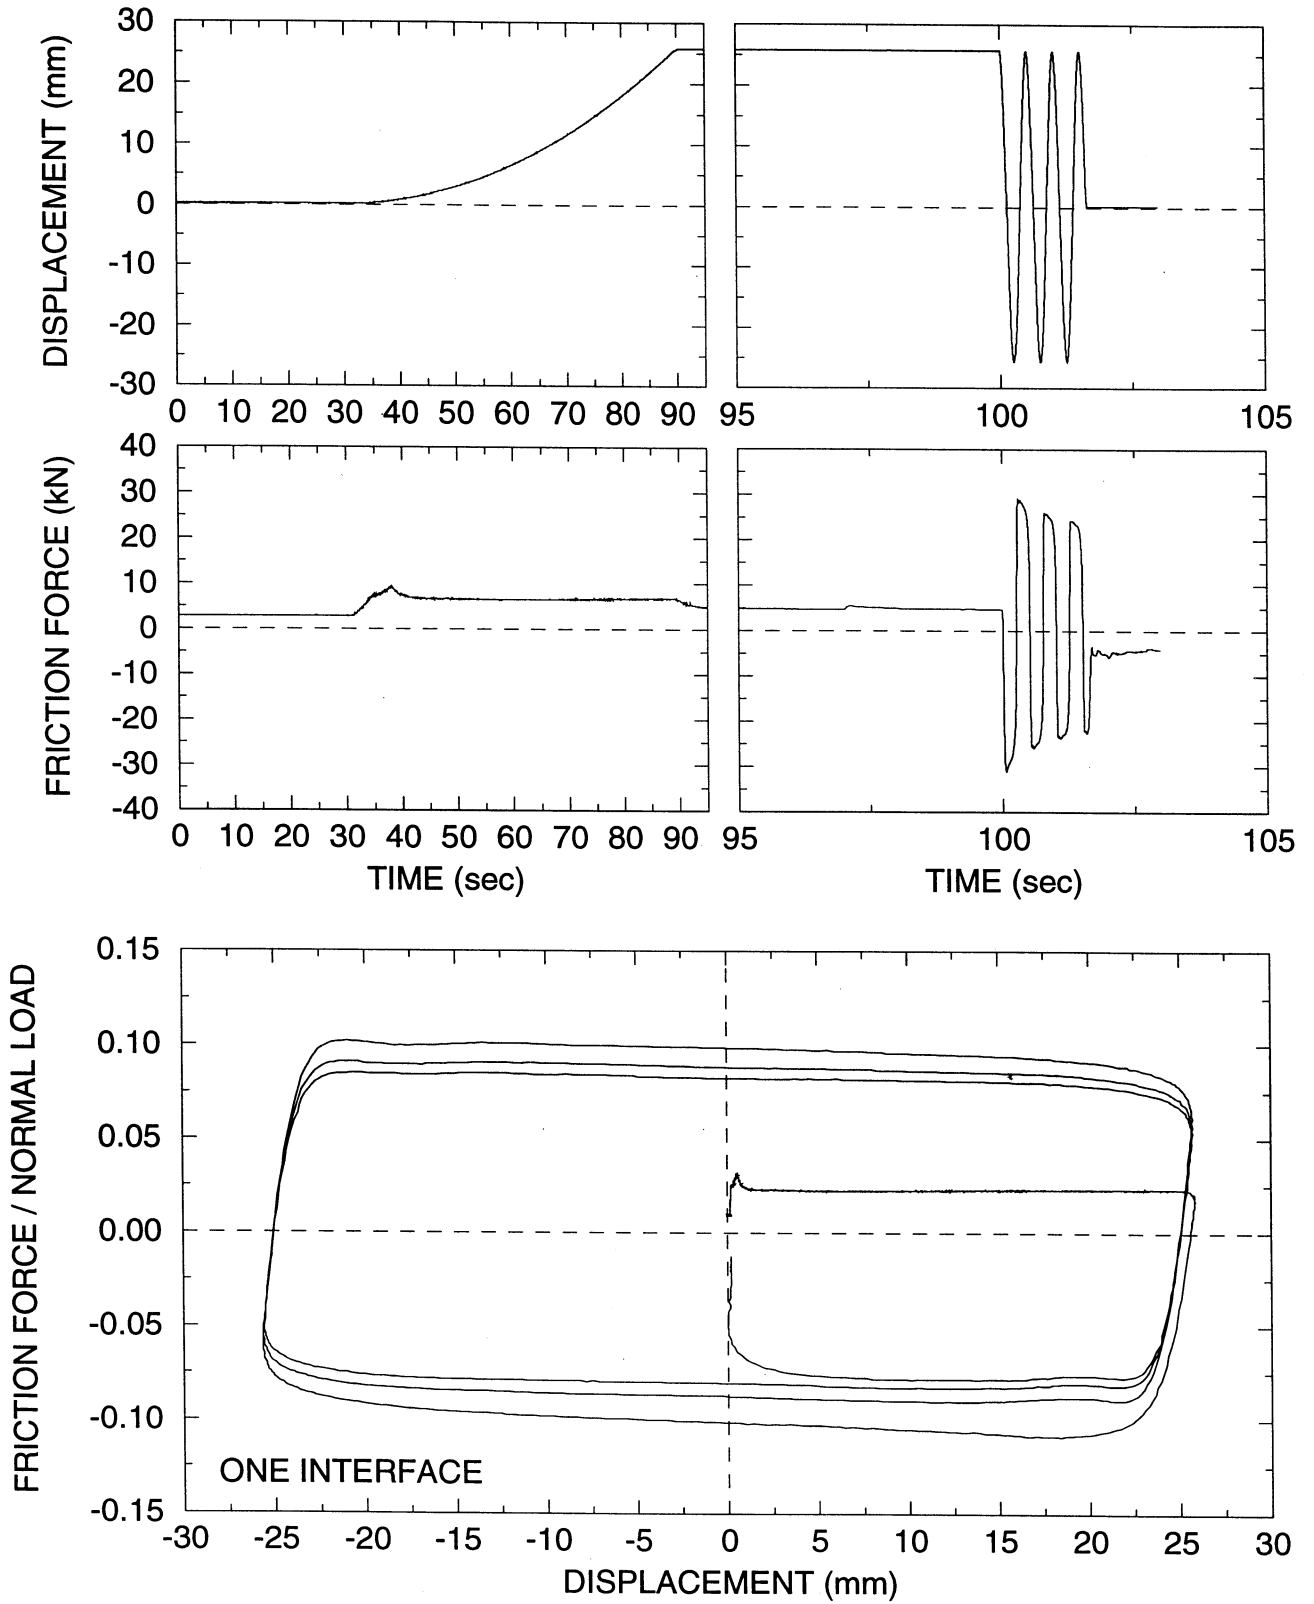 DISPLACEMENT (mm)
30
20
10
0
-10
-20
-30
0 10 20 30 40 50 60 70 80 90 95 100 105
FRICTION FORCE (kN)
40
30
20
10
0
-10
-20
-30
-40
0 10 20 30 40 50 60 70 80 90 95 100 105
TIME (sec) TIME (sec)
FRICTION FORCE / NORMAL LOAD
0.15
0.10
0.05
0.00
-0.05
-0.10
-0.15
ONE INTERFACE
-30 -25 -20 -15 -10 -5 0 5 10 15 20 25 30
DISPLACEMENT (mm)